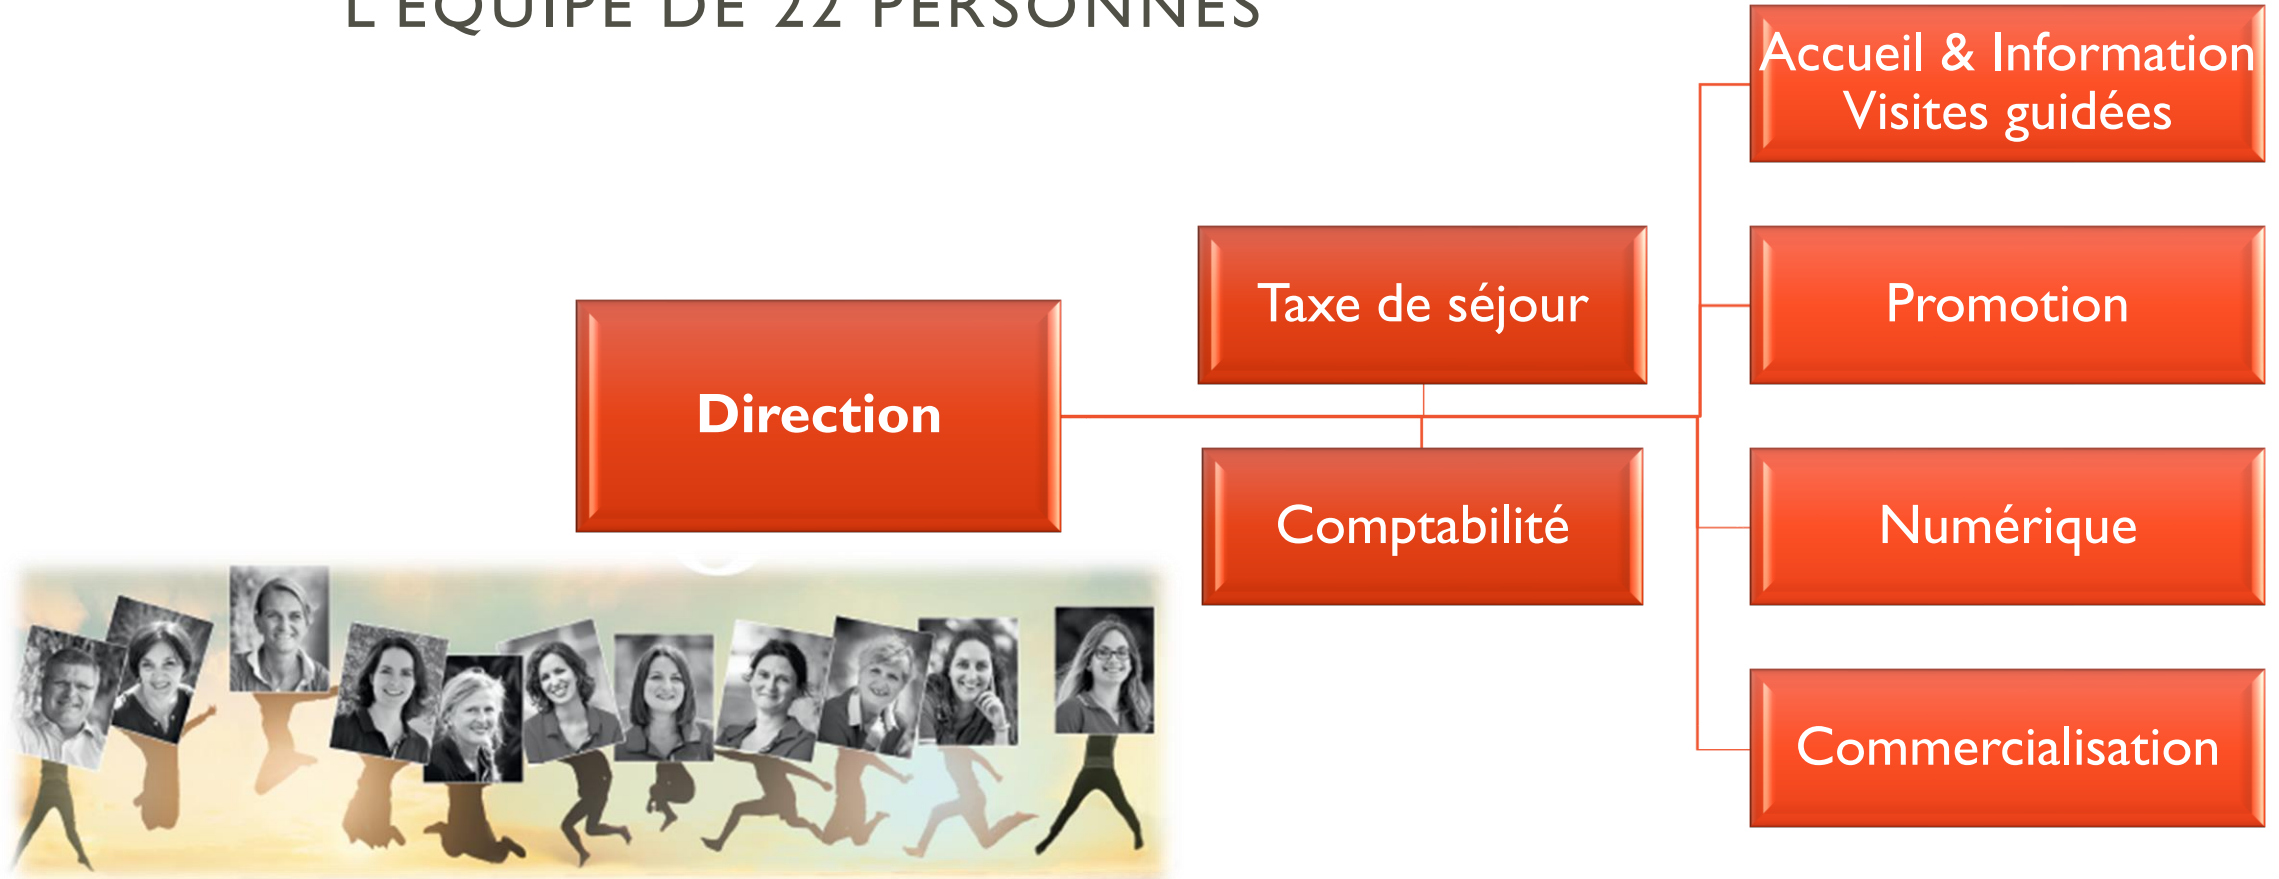 L'ÉQUIPE DE 22 PERSONNES
Accueil & Information
Visites guidées
Taxe de séjour
Promotion
Direction
Comptabilité
Numérique
Commercialisation